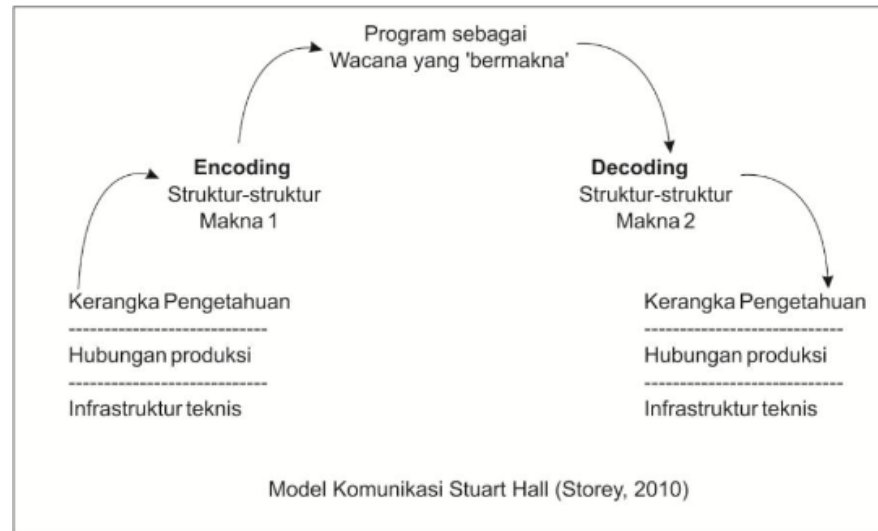 Program sebagai
Wacana yang 'bermakna'
Encoding
Struktur-struktur
Makna 1
Decoding
Struktur-struktur
Makna 2
Kerangka Pengetahuan
----------------------------
Hubungan produksi
----------------------------
Infrastruktur teknis
Kerangka Pengetahuan
----------------------------
Hubungan produksi
----------------------------
Infrastruktur teknis
Model Komunikasi Stuart Hall (Storey, 2010)